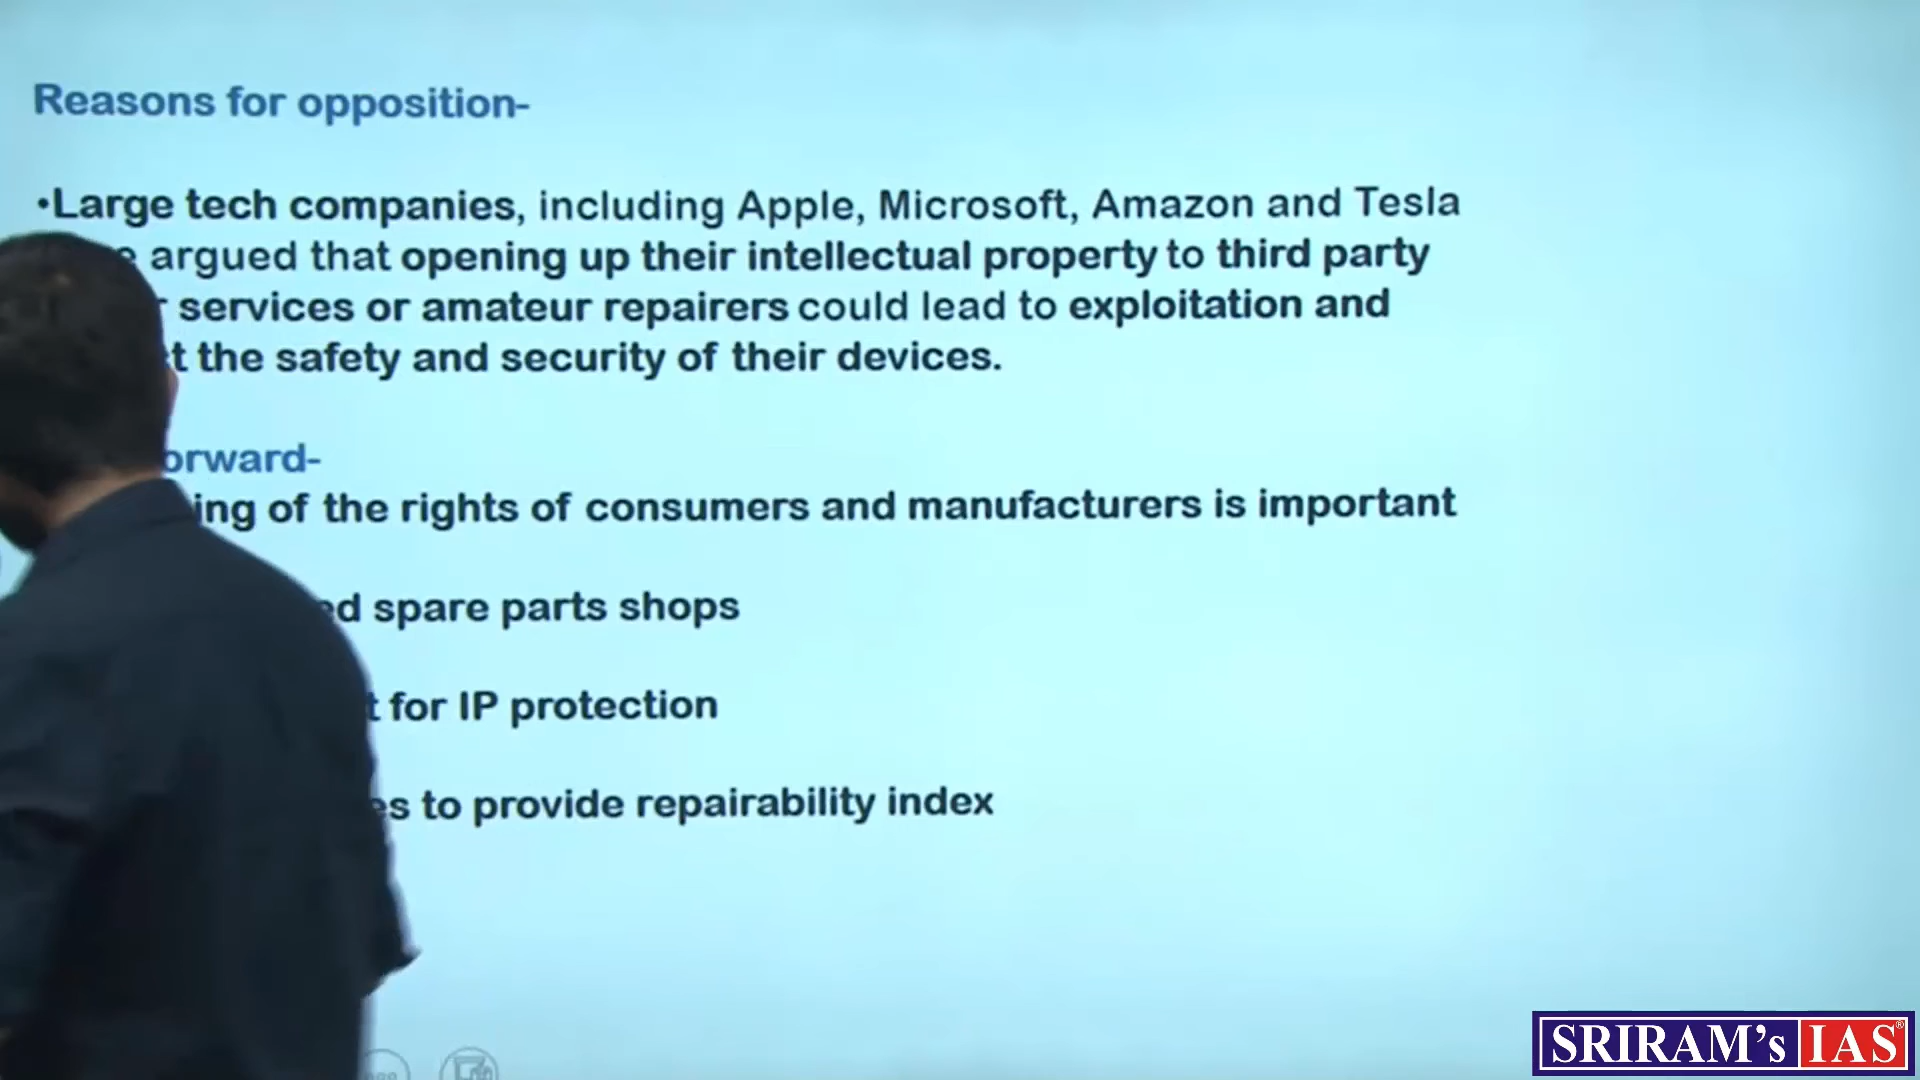 Reasons for opposition-
•Large tech companies, including Apple, Microsoft, Amazon and Tesla
argued that opening up their intellectual property to third party
services or amateur repairers could lead to exploitation and
the safety and security of their devices.
of the rights of consumers and manufacturers is important
spare parts shops
for IP protection
to provide repairability index
SRIRAM's IAS®